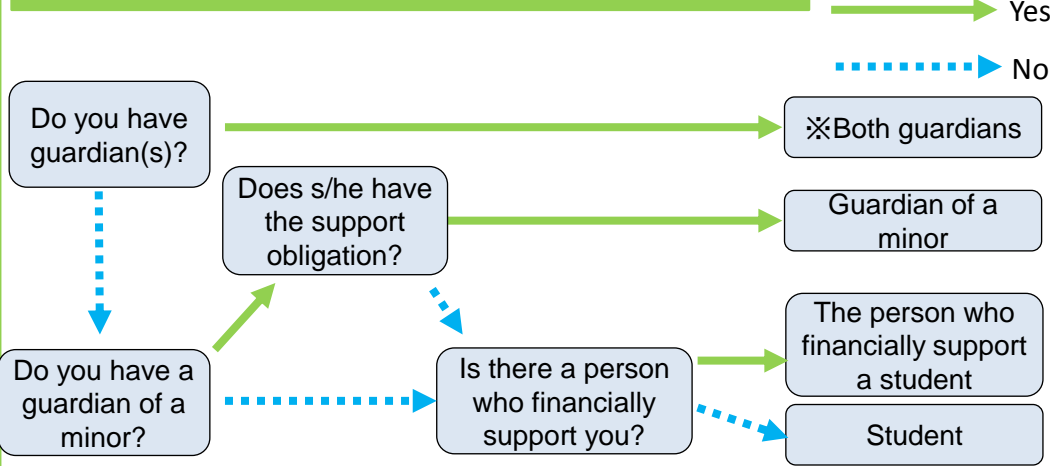 Yes
No
Do you have
guardian(s)?
※Both guardians
Does s/he have
the support
obligation?
Guardian of a
minor
Do you have a
guardian of a
minor?
Is there a person
who financially
support you?
The person who
financially support
a student
Student